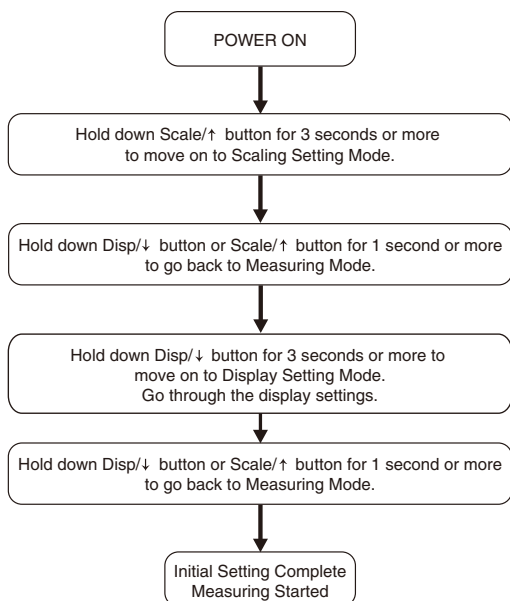 POWER ON
Hold down Scale/↑ button for 3 seconds or more
to move on to Scaling Setting Mode.
Hold down Disp/↓ button or Scale/↑ button for 1 second or more
to go back to Measuring Mode.
Hold down Disp/↓ button for 3 seconds or more to
move on to Display Setting Mode.
Go through the display settings.
Hold down Disp/↓ button or Scale/↑ button for 1 second or more
to go back to Measuring Mode.
Initial Setting Complete
Measuring Started